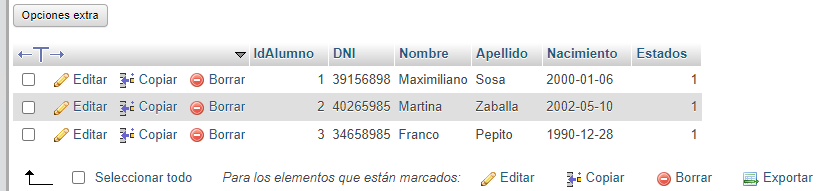 Opciones extra
IdAlumno DNI Nombre Apellido Nacimiento Estados
Editar Copiar Borrar 1 39156898 Maximiliano Sosa 2000-01-06 1
Editar Copiar Borrar 2 40265985 Martina Zaballa 2002-05-10 1
Editar Copiar Borrar 3 34658985 Franco Pepito 1990-12-28 1
Seleccionar todo Para los elementos que están marcados: Editar Copiar Borrar Exportar